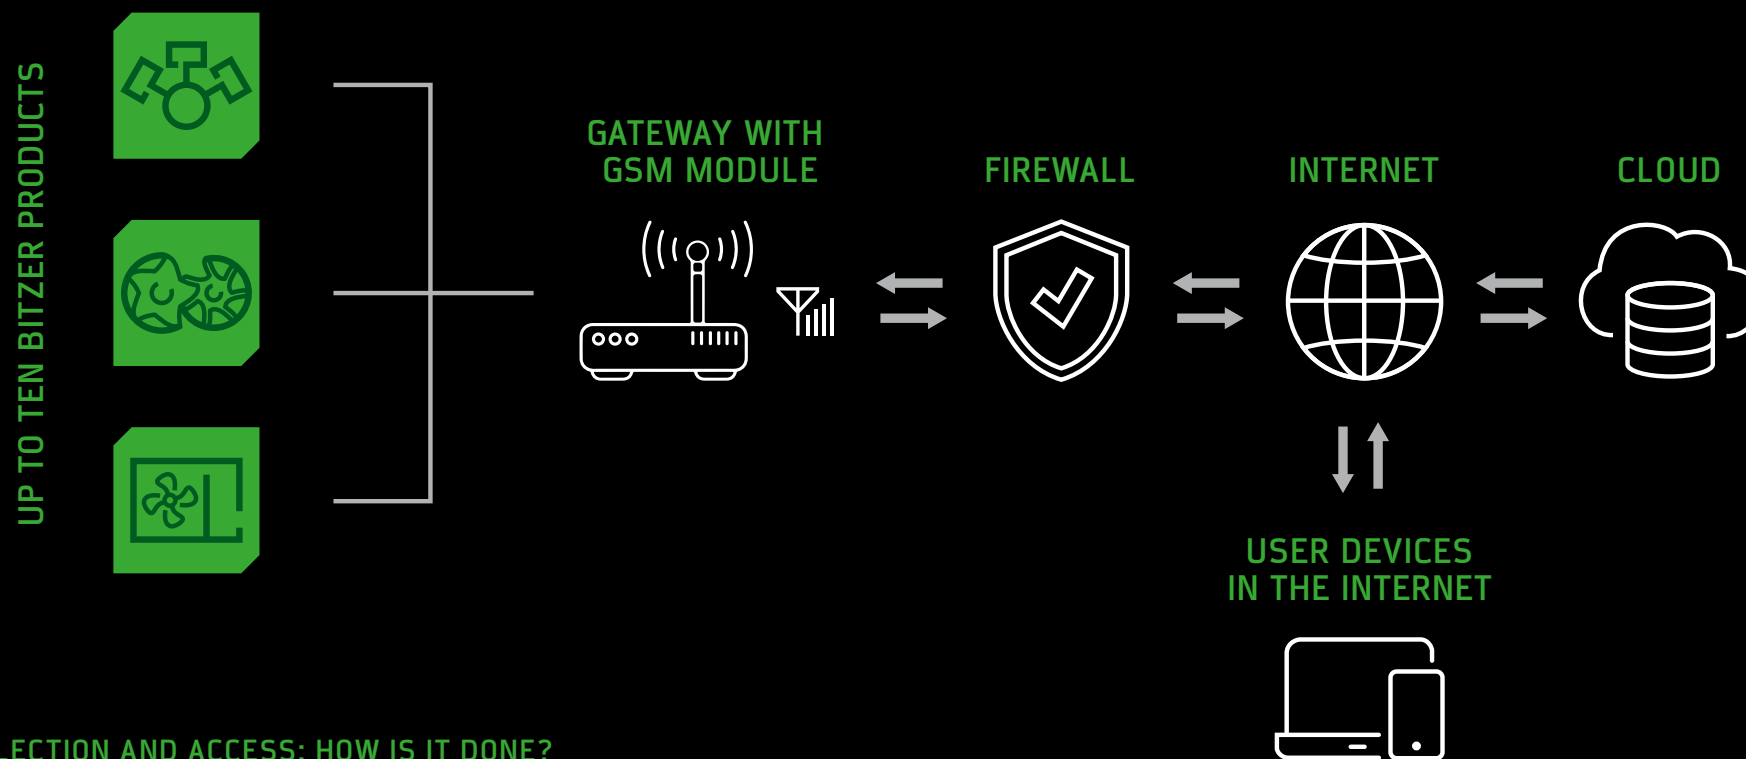 UP TO TEN BITZER PRODUCTS
GATEWAY WITH
GSM MODULE
FIREWALL
INTERNET
CLOUD
USER DEVICES
IN THE INTERNET
LECTION AND ACCESS: HOW IS IT DONE?